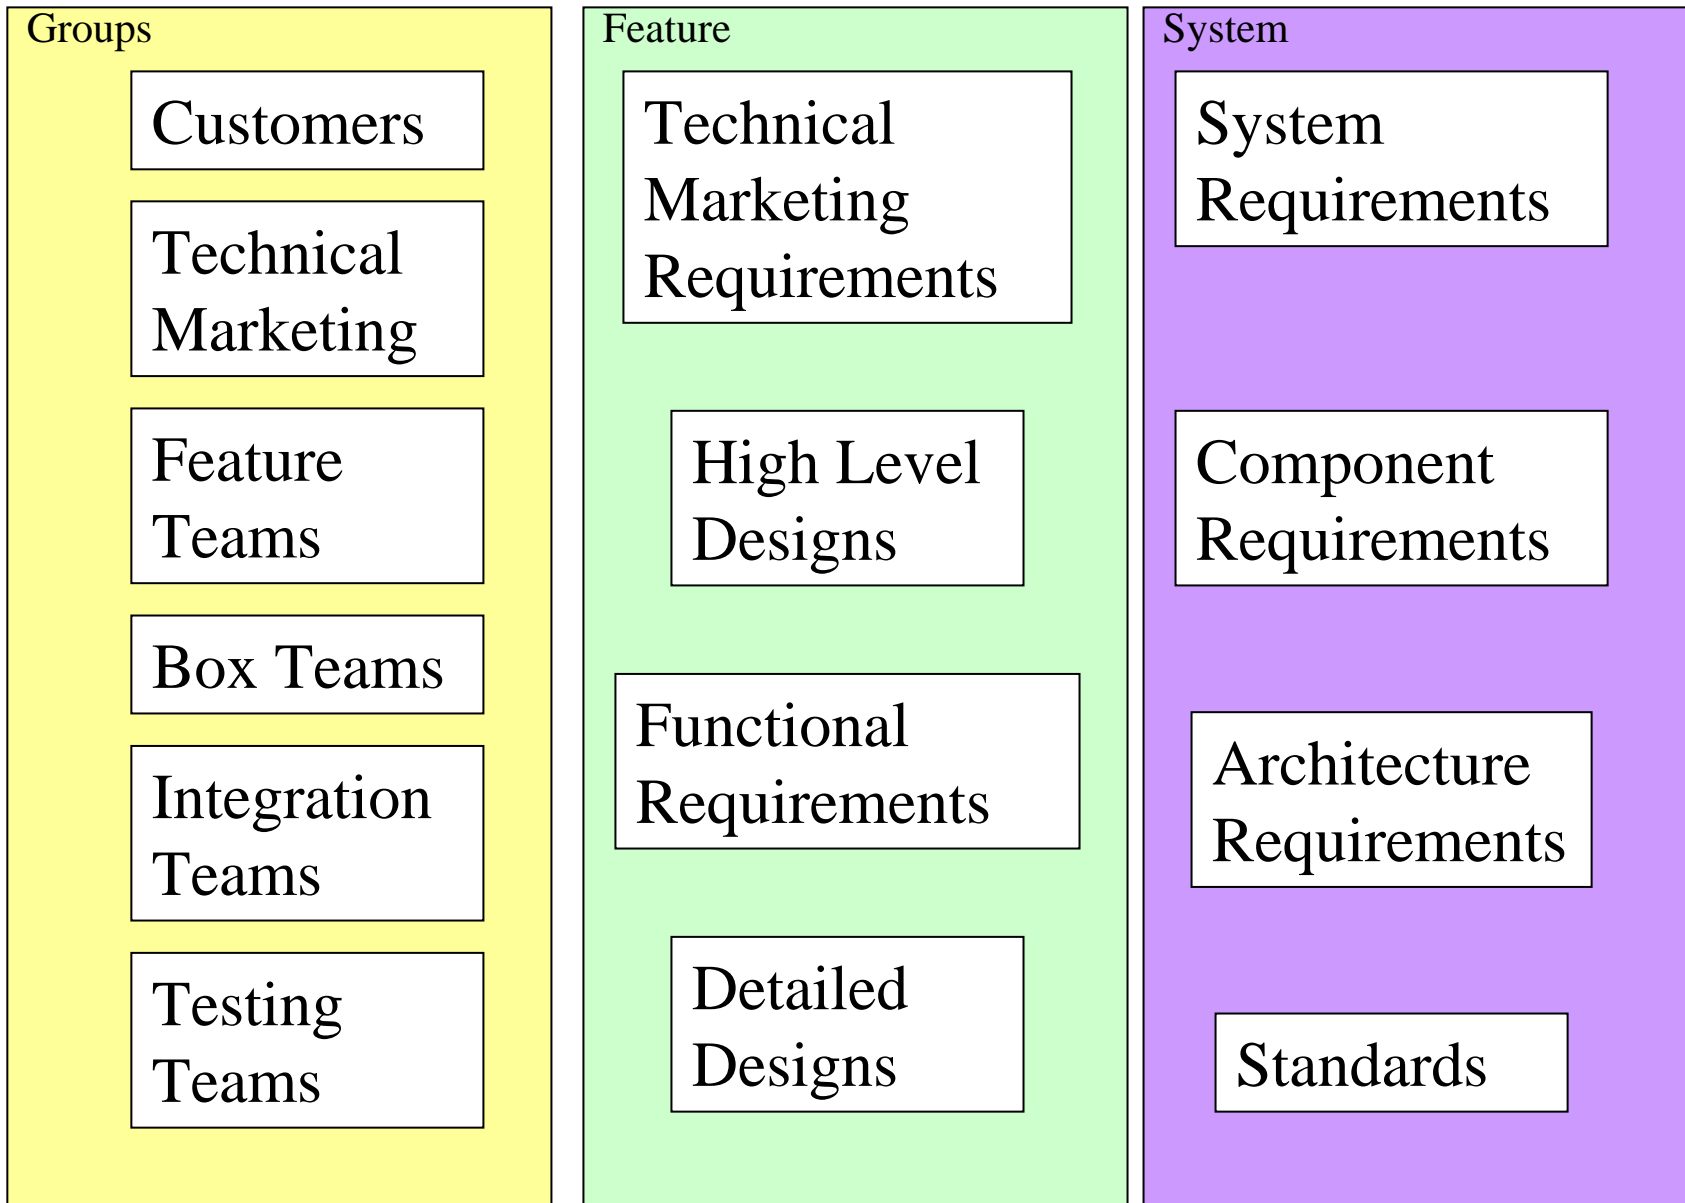 Groups
Customers
Technical
Marketing
Feature
Teams
Box Teams
Integration
Teams
Testing
Teams
Feature
Technical
Marketing
Requirements
High Level
Designs
Functional
Requirements
Detailed
Designs
System
System
Requirements
Component
Requirements
Architecture
Requirements
Standards